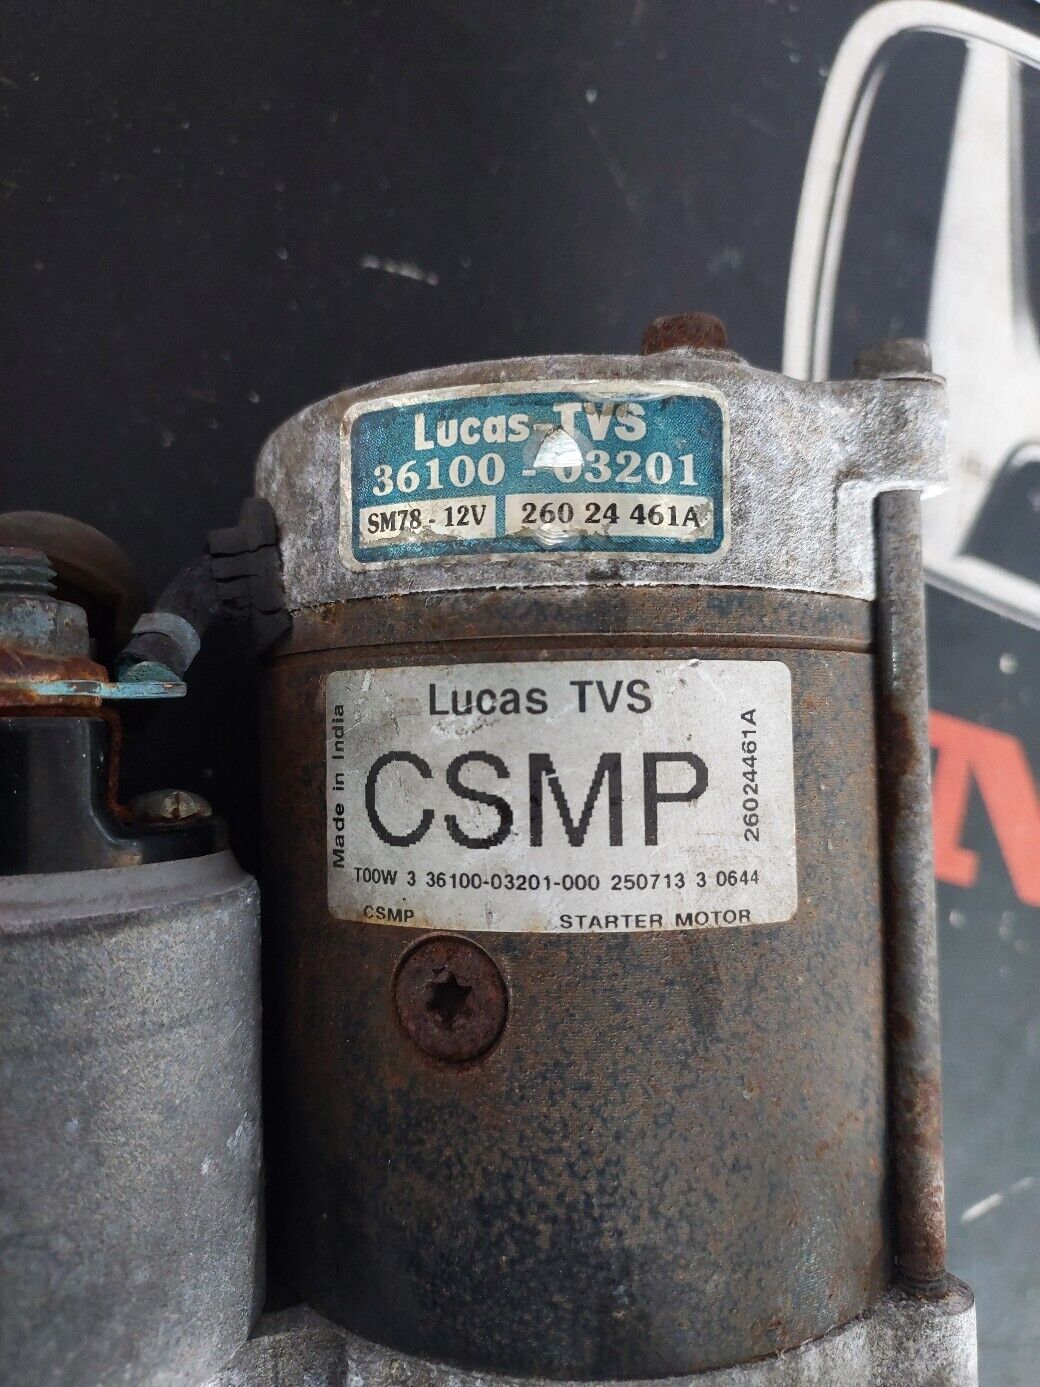 Lucas-TVS
36100 - 03201
SM78 - 12V 260 24 461A
Lucas TVS
Made in India
CSMP
26024461A
T00W 3 36100-03201-000 250713 3 0644
CSMP STARTER MOTOR